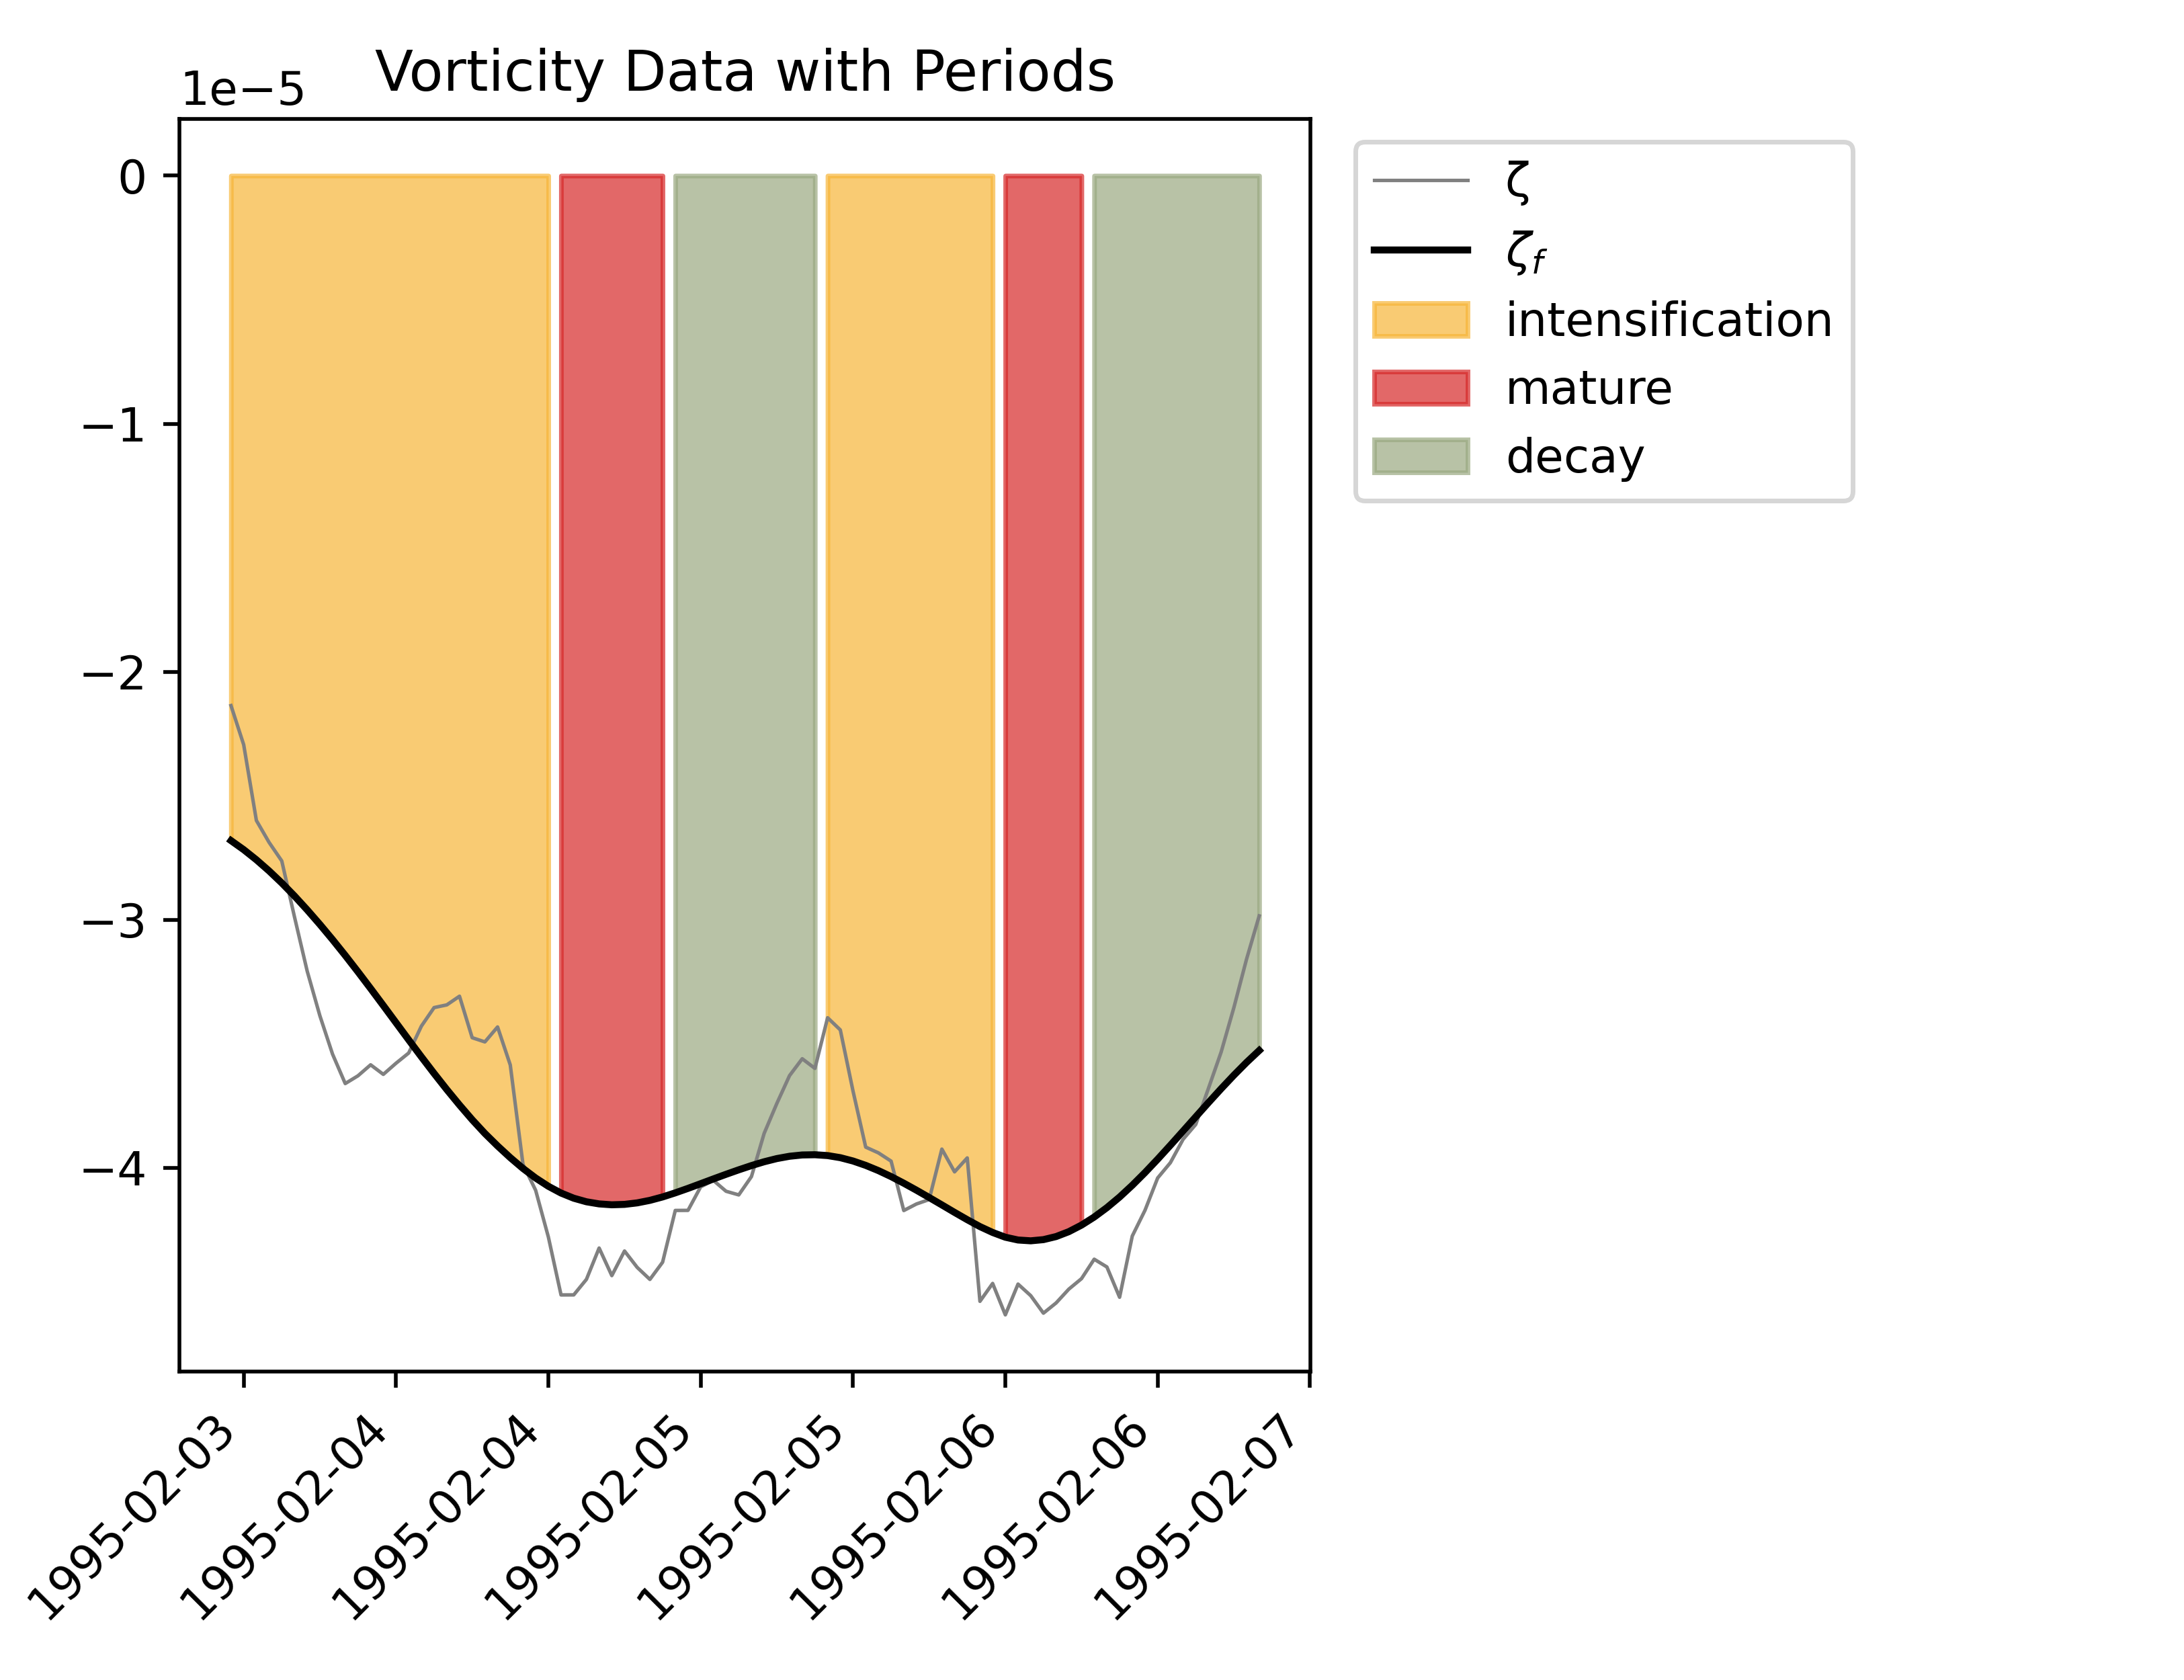 Vorticity Data with Periods
1e−5
0
−1
−2
−3
−4
1995-02-03
1995-02-04
1995-02-04
1995-02-05
1995-02-05
1995-02-06
1995-02-06
1995-02-07
ζ
ζf
intensification
mature
decay